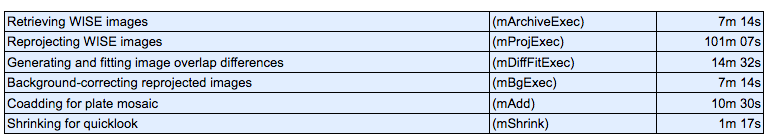 Retrieving WISE images (mArchiveExec) 7m 14s
Reprojecting WISE images (mProjExec) 101m 07s
Generating and fitting image overlap differences (mDiffFitExec) 14m 32s
Background-correcting reprojected images (mBgExec) 7m 14s
Coadding for plate mosaic (mAdd) 10m 30s
Shrinking for quicklook (mShrink) 1m 17s